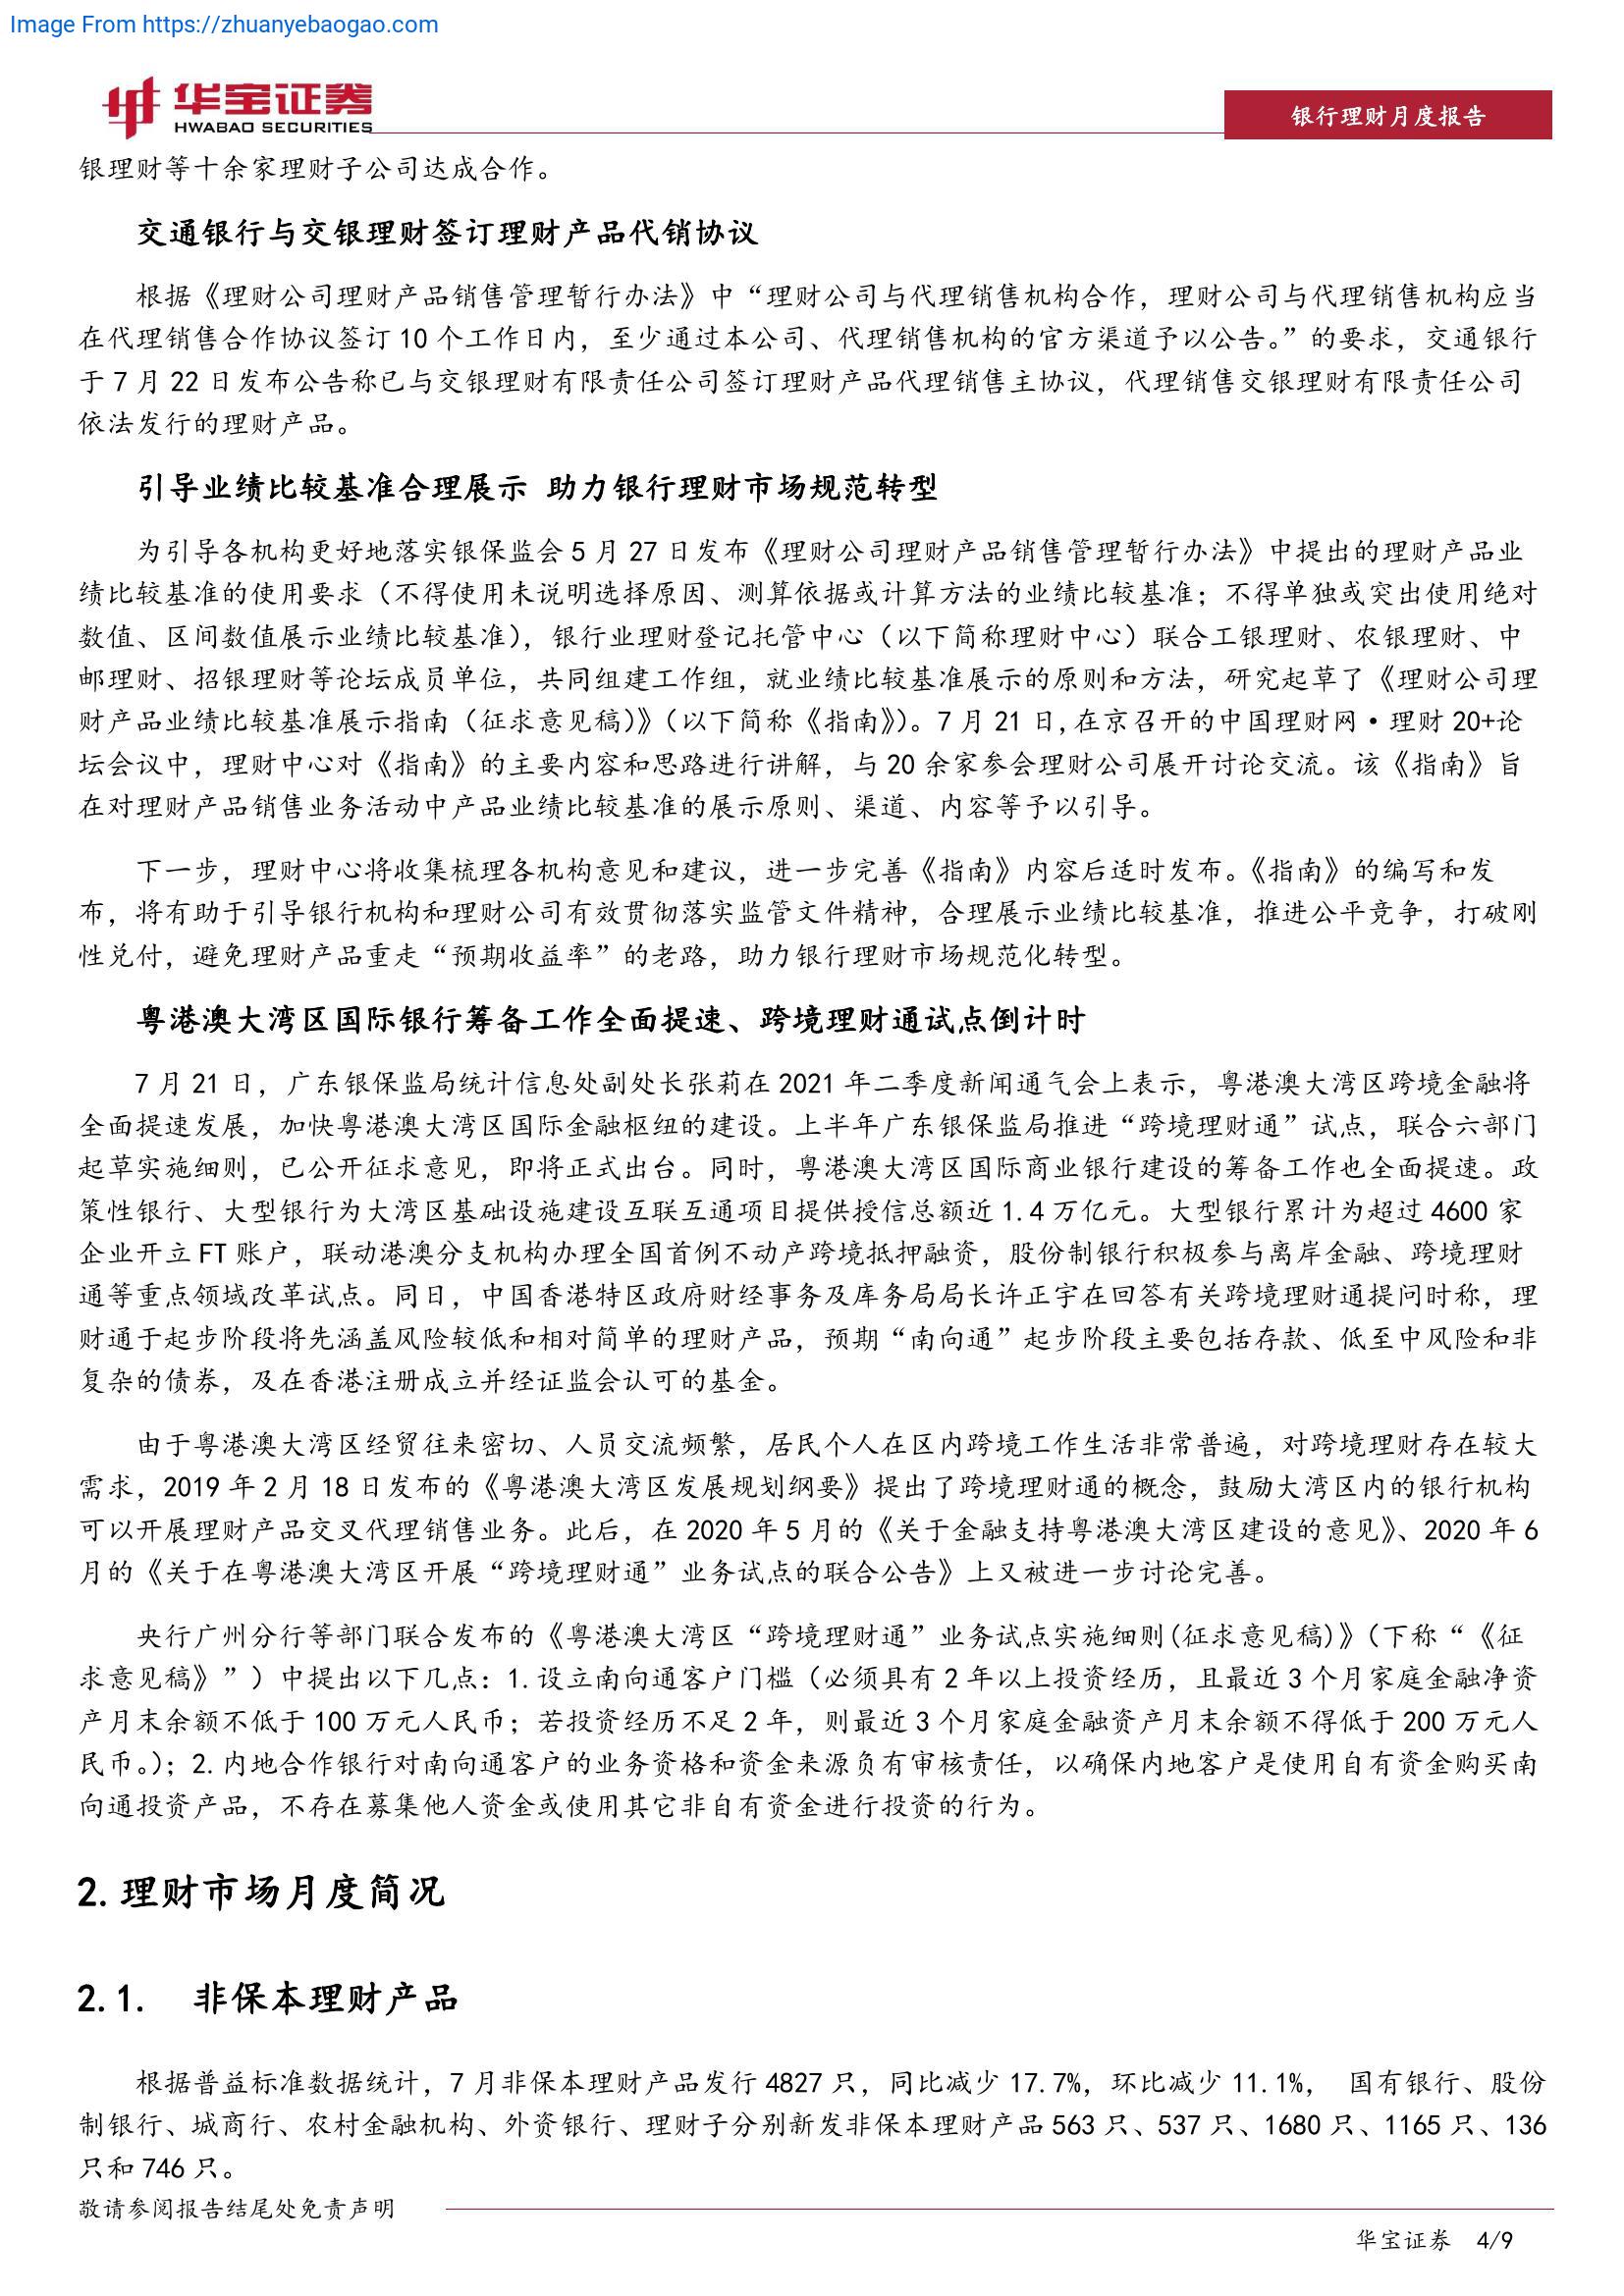 Image From https://zhuanyebaogao.com
华宝证券
HWABAO SECURITIES
银行理财月度报告
银理财等十余家理财子公司达成合作。
交通银行与交银理财签订理财产品代销协议
根据《理财公司理财产品销售管理暂行办法》中“理财公司与代理销售机构合作，理财公司与代理销售机构应当
在代理销售合作协议签订 10 个工作日内，至少通过本公司、代理销售机构的官方渠道予以公告。”的要求，交通银行
于 7 月 22 日发布公告称已与交银理财有限责任公司签订理财产品代理销售主协议，代理销售交银理财有限责任公司
依法发行的理财产品。
引导业绩比较基准合理展示 助力银行理财市场规范转型
为引导各机构更好地落实银保监会 5 月 27 日发布《理财公司理财产品销售管理暂行办法》中提出的理财产品业
绩比较基准的使用要求（不得使用未说明选择原因、测算依据或计算方法的业绩比较基准；不得单独或突出使用绝对
数值、区间数值展示业绩比较基准），银行业理财登记托管中心（以下简称理财中心）联合工银理财、农银理财、中
邮理财、招银理财等论坛成员单位，共同组建工作组，就业绩比较基准展示的原则和方法，研究起草了《理财公司理
财产品业绩比较基准展示指南（征求意见稿）》（以下简称《指南》）。7 月 21 日,在京召开的中国理财网·理财 20+论
坛会议中，理财中心对《指南》的主要内容和思路进行讲解，与 20 余家参会理财公司展开讨论交流。该《指南》旨
在对理财产品销售业务活动中产品业绩比较基准的展示原则、渠道、内容等予以引导。
下一步，理财中心将收集梳理各机构意见和建议，进一步完善《指南》内容后适时发布。《指南》的编写和发
布，将有助于引导银行机构和理财公司有效贯彻落实监管文件精神，合理展示业绩比较基准，推进公平竞争，打破刚
性兑付，避免理财产品重走“预期收益率”的老路，助力银行理财市场规范化转型。
粤港澳大湾区国际银行筹备工作全面提速、跨境理财通试点倒计时
7 月 21 日，广东银保监局统计信息处副处长张莉在 2021 年二季度新闻通气会上表示，粤港澳大湾区跨境金融将
全面提速发展，加快粤港澳大湾区国际金融枢纽的建设。上半年广东银保监局推进“跨境理财通”试点，联合六部门
起草实施细则，已公开征求意见，即将正式出台。同时，粤港澳大湾区国际商业银行建设的筹备工作也全面提速。政
策性银行、大型银行为大湾区基础设施建设互联互通项目提供授信总额近 1.4 万亿元。大型银行累计为超过 4600 家
企业开立 FT 账户，联动港澳分支机构办理全国首例不动产跨境抵押融资，股份制银行积极参与离岸金融、跨境理财
通等重点领域改革试点。同日，中国香港特区政府财经事务及库务局局长许正宇在回答有关跨境理财通提问时称，理
财通于起步阶段将先涵盖风险较低和相对简单的理财产品，预期“南向通”起步阶段主要包括存款、低至中风险和非
复杂的债券，及在香港注册成立并经证监会认可的基金。
由于粤港澳大湾区经贸往来密切、人员交流频繁，居民个人在区内跨境工作生活非常普遍，对跨境理财存在较大
需求，2019 年 2 月 18 日发布的《粤港澳大湾区发展规划纲要》提出了跨境理财通的概念，鼓励大湾区内的银行机构
可以开展理财产品交叉代理销售业务。此后，在 2020 年 5 月的《关于金融支持粤港澳大湾区建设的意见》、2020 年 6
月的《关于在粤港澳大湾区开展“跨境理财通”业务试点的联合公告》上又被进一步讨论完善。
央行广州分行等部门联合发布的《粤港澳大湾区“跨境理财通”业务试点实施细则(征求意见稿)》（下称“《征
求意见稿》”）中提出以下几点：1.设立南向通客户门槛（必须具有 2 年以上投资经历，且最近 3 个月家庭金融净资
产月末余额不低于 100 万元人民币；若投资经历不足 2 年，则最近 3 个月家庭金融资产月末余额不得低于 200 万元人
民币。）；2.内地合作银行对南向通客户的业务资格和资金来源负有审核责任，以确保内地客户是使用自有资金购买南
向通投资产品，不存在募集他人资金或使用其它非自有资金进行投资的行为。
2.理财市场月度简况
2.1. 非保本理财产品
根据普益标准数据统计，7 月非保本理财产品发行 4827 只，同比减少 17.7%，环比减少 11.1%， 国有银行、股份
制银行、城商行、农村金融机构、外资银行、理财子分别新发非保本理财产品 563 只、537 只、1680 只、1165 只、136
只和 746 只。
敬请参阅报告结尾处免责声明
华宝证券 4/9